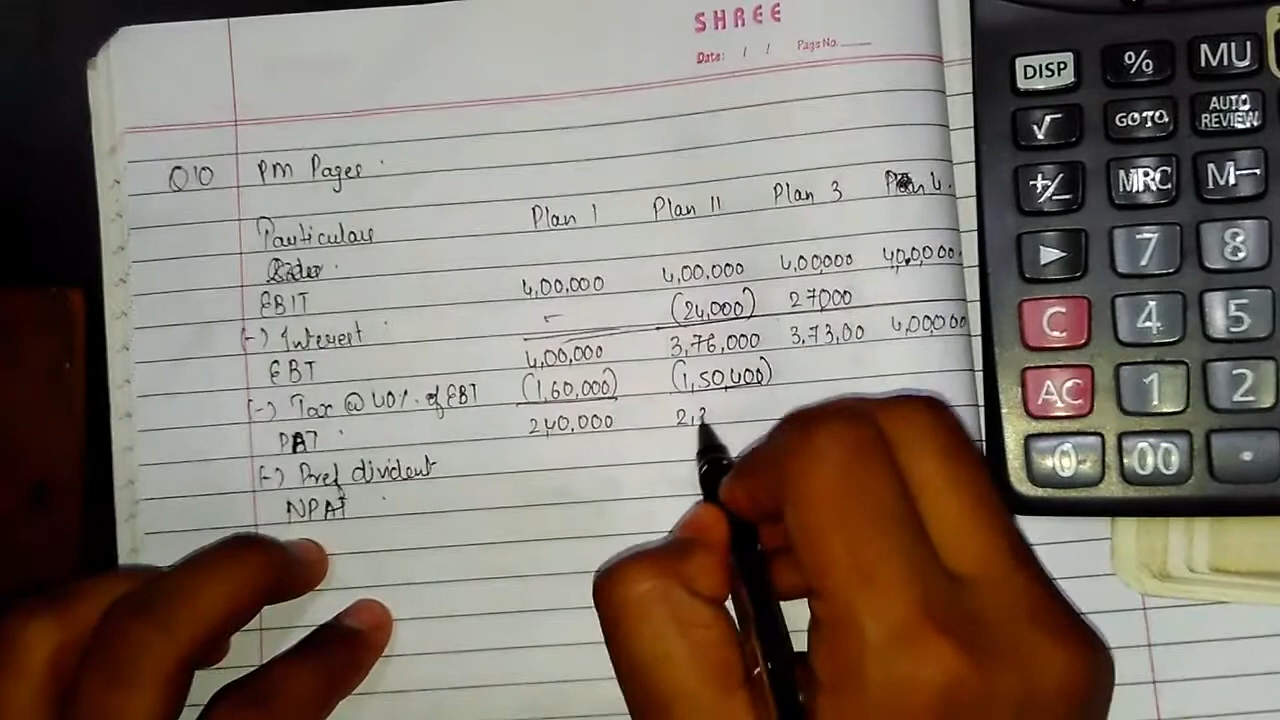 SHREE
Date: / / Page No.
Q10 PM Pages
Particulars Plan 1 Plan 11 Plan 3 Plan 4.
EBIT 4,00,000 4,00,000 4,00,000 4,00,000
(-) Interest - (24,000) 27000
EBT 4,00,000 3,76,000 3,73,00 4,00,000
(-) Tax @ 40%. of EBT (1,60,000) (1,50,400)
PAT 240,000 2,2
(-) Pref divident
NPAT
DISP % MU
√ GOTO AUTO REVIEW
+/- MRC M-
▶ 7 8
C 4 5
AC 1 2
0 00 .